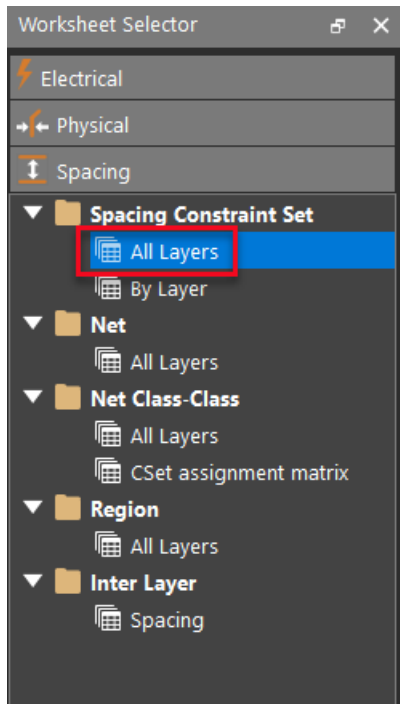 Worksheet Selector
Electrical
Physical
Spacing
Spacing Constraint Set
All Layers
By Layer
Net
All Layers
Net Class-Class
All Layers
CSet assignment matrix
Region
All Layers
Inter Layer
Spacing